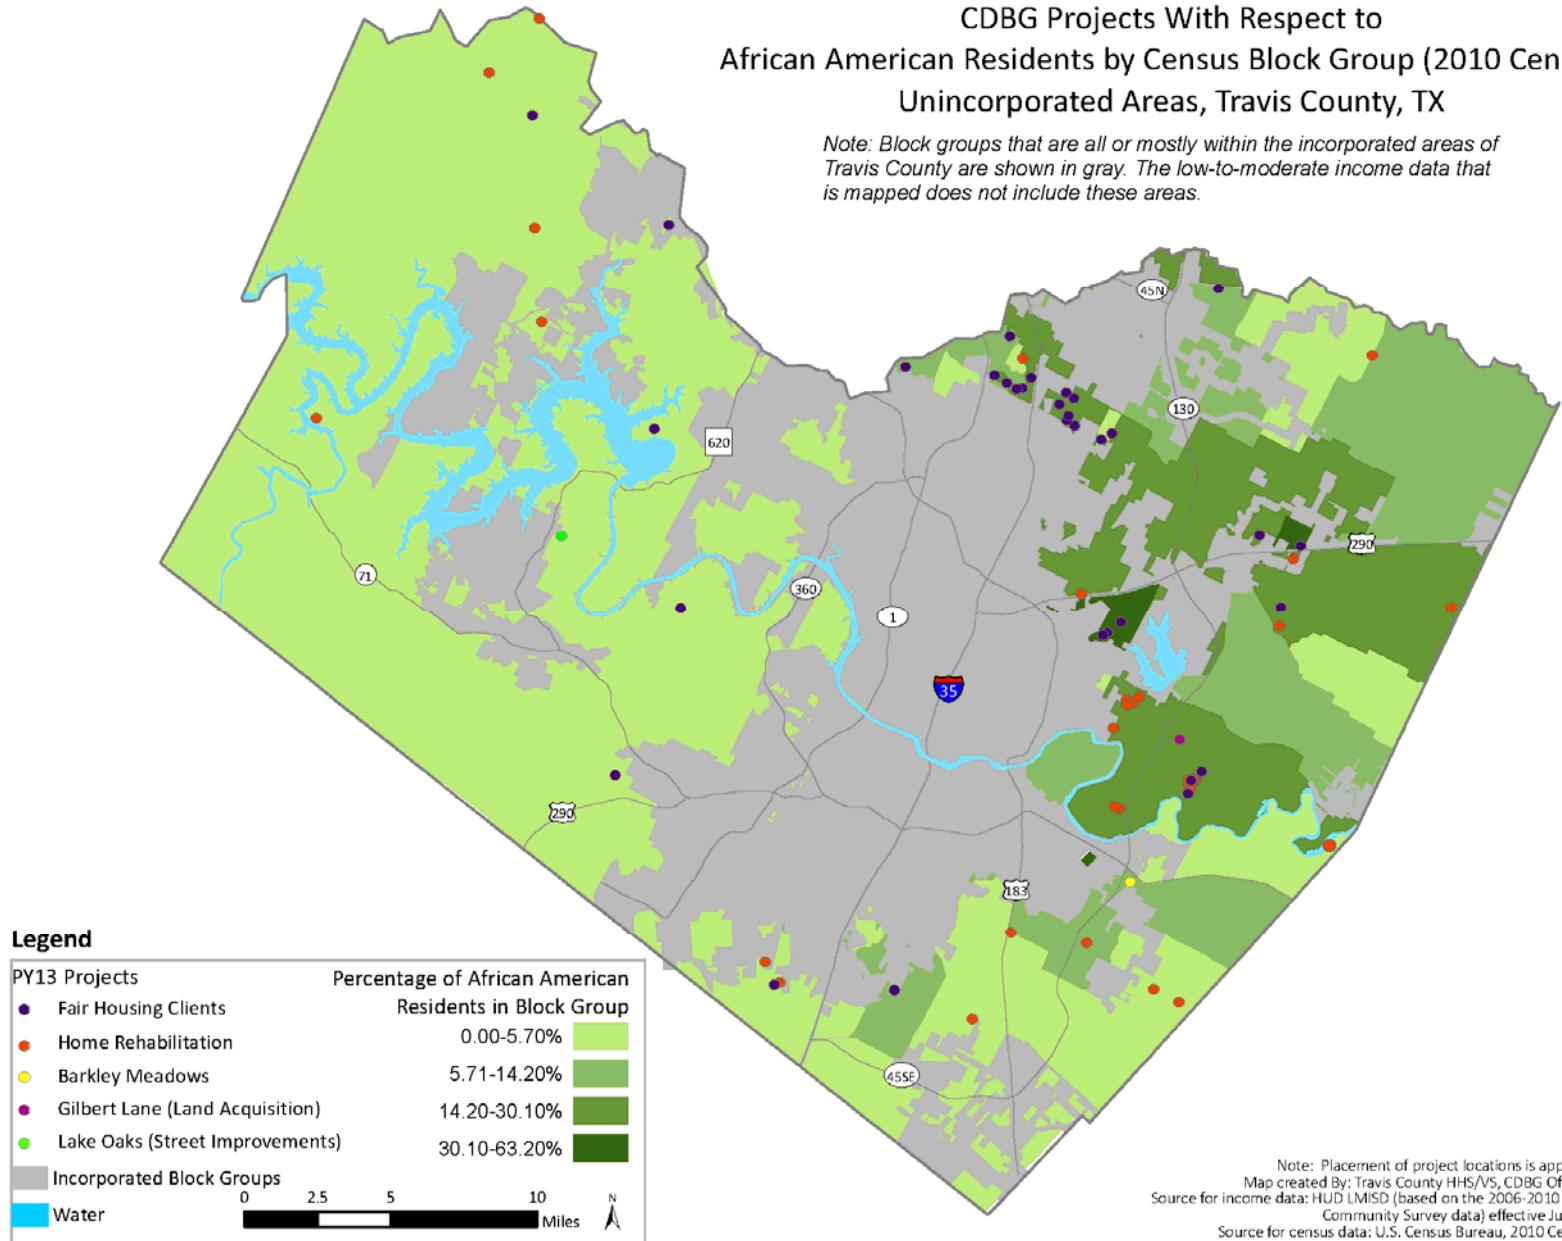 CDBG Projects With Respect to
African American Residents by Census Block Group (2010 Cen
Unincorporated Areas, Travis County, TX
Note: Block groups that are all or mostly within the incorporated areas of
Travis County are shown in gray. The low-to-moderate income data that
is mapped does not include these areas.
45N
130
620
290
71
360
1
35
290
183
45SE
Legend
PY13 Projects
Fair Housing Clients
Home Rehabilitation
Barkley Meadows
Gilbert Lane (Land Acquisition)
Lake Oaks (Street Improvements)
Incorporated Block Groups
Water
Percentage of African American
Residents in Block Group
0.00-5.70%
5.71-14.20%
14.20-30.10%
30.10-63.20%
0 2.5 5 10
Miles
N
Note: Placement of project locations is app
Map created By: Travis County HHS/VS, CDBG Of
Source for income data: HUD LMISD (based on the 2006-2010
Community Survey data) effective Ju
Source for census data: U.S. Census Bureau, 2010 Ce